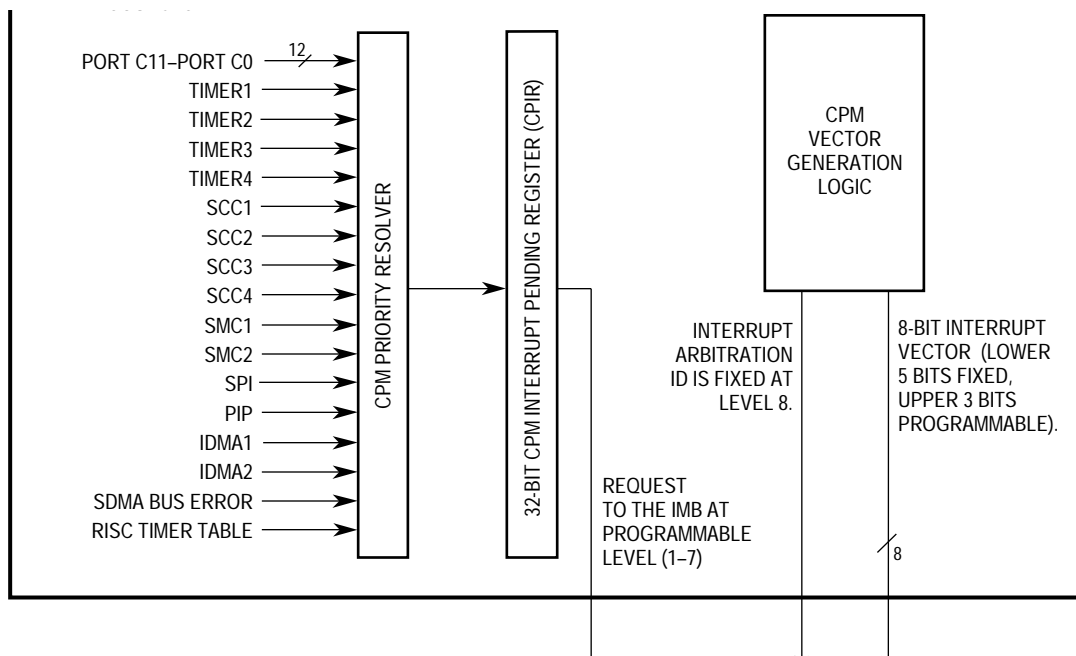 PORT C11–PORT C0
12
TIMER1
TIMER2
TIMER3
TIMER4
SCC1
SCC2
SCC3
SCC4
SMC1
SMC2
SPI
PIP
IDMA1
IDMA2
SDMA BUS ERROR
RISC TIMER TABLE
CPM PRIORITY RESOLVER
32-BIT CPM INTERRUPT PENDING REGISTER (CPIR)
REQUEST
TO THE IMB AT
PROGRAMMABLE
LEVEL (1–7)
CPM
VECTOR
GENERATION
LOGIC
INTERRUPT
ARBITRATION
ID IS FIXED AT
LEVEL 8.
8-BIT INTERRUPT
VECTOR (LOWER
5 BITS FIXED,
UPPER 3 BITS
PROGRAMMABLE).
8